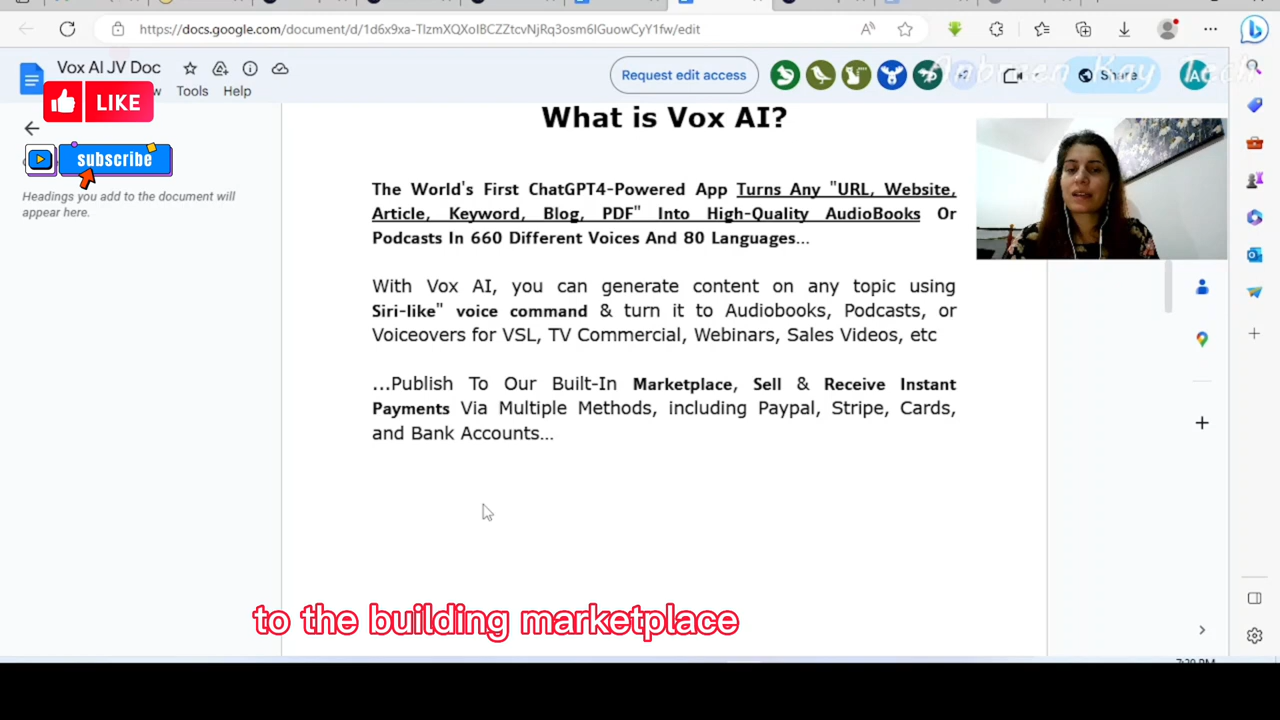 https://docs.google.com/document/d/1d6x9xa-TIzmXQXoIBCZZtcvNjRq3osm6IGuowCyY1fw/edit
Vox AI JV Doc
Tools
Help
Request edit access
Share
AC
Kay Tech
LIKE
subscribe
Headings you add to the document will
appear here.
What is Vox AI?
The World's First ChatGPT4-Powered App Turns Any "URL, Website,
Article, Keyword, Blog, PDF" Into High-Quality AudioBooks Or
Podcasts In 660 Different Voices And 80 Languages...
With Vox AI, you can generate content on any topic using
Siri-like" voice command & turn it to Audiobooks, Podcasts, or
Voiceovers for VSL, TV Commercial, Webinars, Sales Videos, etc
...Publish To Our Built-In Marketplace, Sell & Receive Instant
Payments Via Multiple Methods, including Paypal, Stripe, Cards,
and Bank Accounts...
to the building marketplace